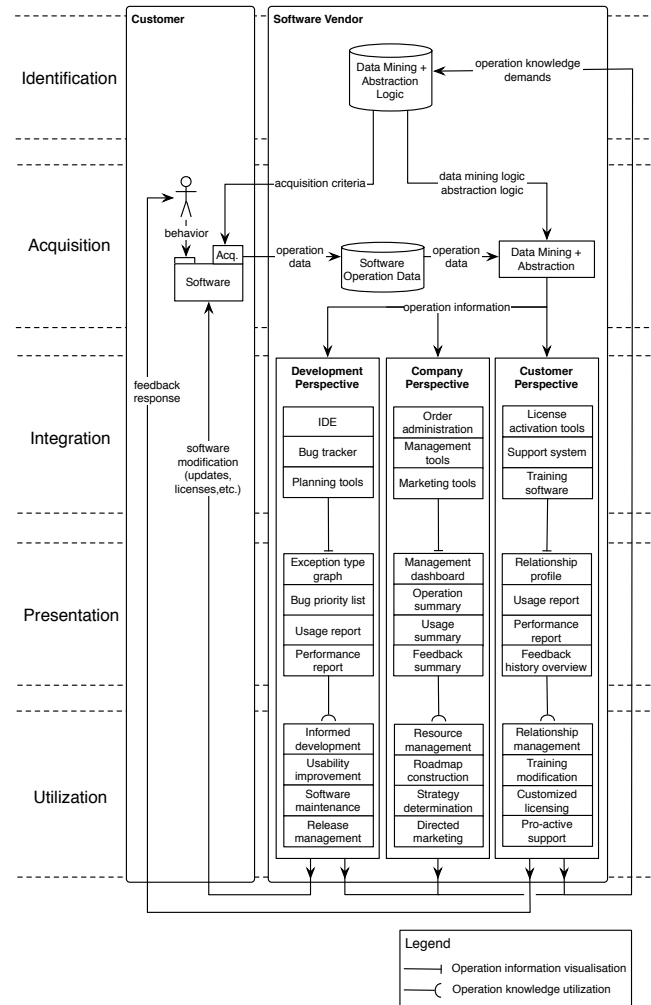 Customer
Software Vendor
Identification
Data Mining +
Abstraction
Logic
operation knowledge
demands
acquisition criteria
data mining logic
abstraction logic
Acquisition
behavior
Acq.
Software
operation
data
Software
Operation Data
operation
data
Data Mining +
Abstraction
operation information
feedback
response
software
modification
(updates,
licenses,etc.)
Integration
Development
Perspective
IDE
Bug tracker
Planning tools
Company
Perspective
Order
administration
Management
tools
Marketing tools
Customer
Perspective
License
activation tools
Support system
Training
software
Presentation
Exception type
graph
Bug priority list
Usage report
Performance
report
Management
dashboard
Operation
summary
Usage
summary
Feedback
summary
Relationship
profile
Usage report
Performance
report
Feedback
history overview
Utilization
Informed
development
Usability
improvement
Software
maintenance
Release
management
Resource
management
Roadmap
construction
Strategy
determination
Directed
marketing
Relationship
management
Training
modification
Customized
licensing
Pro-active
support
Legend
Operation information visualisation
Operation knowledge utilization